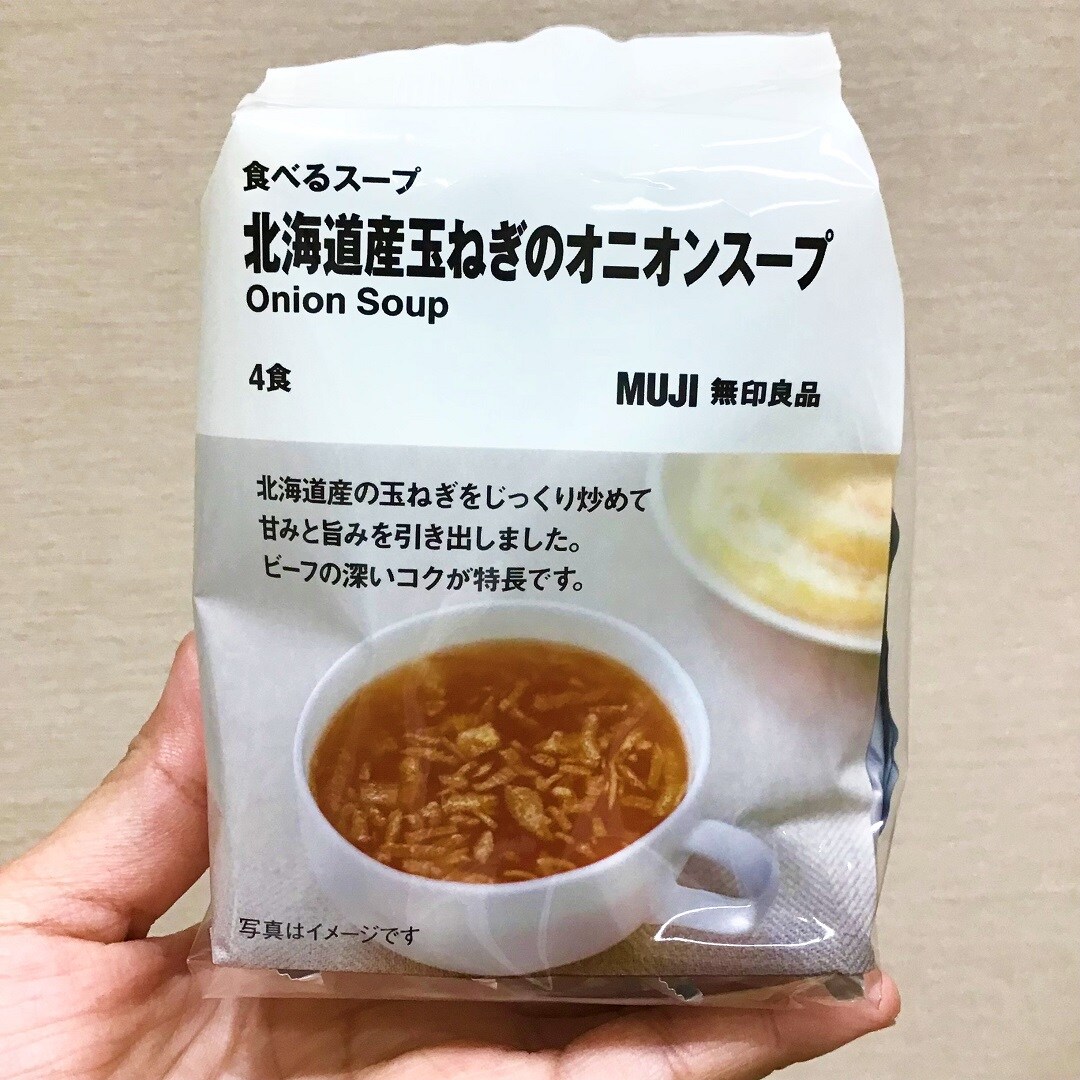 食べるスープ
北海道産玉ねぎのオニオンスープ
Onion Soup
4食
MUJI 無印良品
北海道産の玉ねぎをじっくり炒めて
甘みと旨みを引き出しました。
ビーフの深いコクが特長です。
写真はイメージです